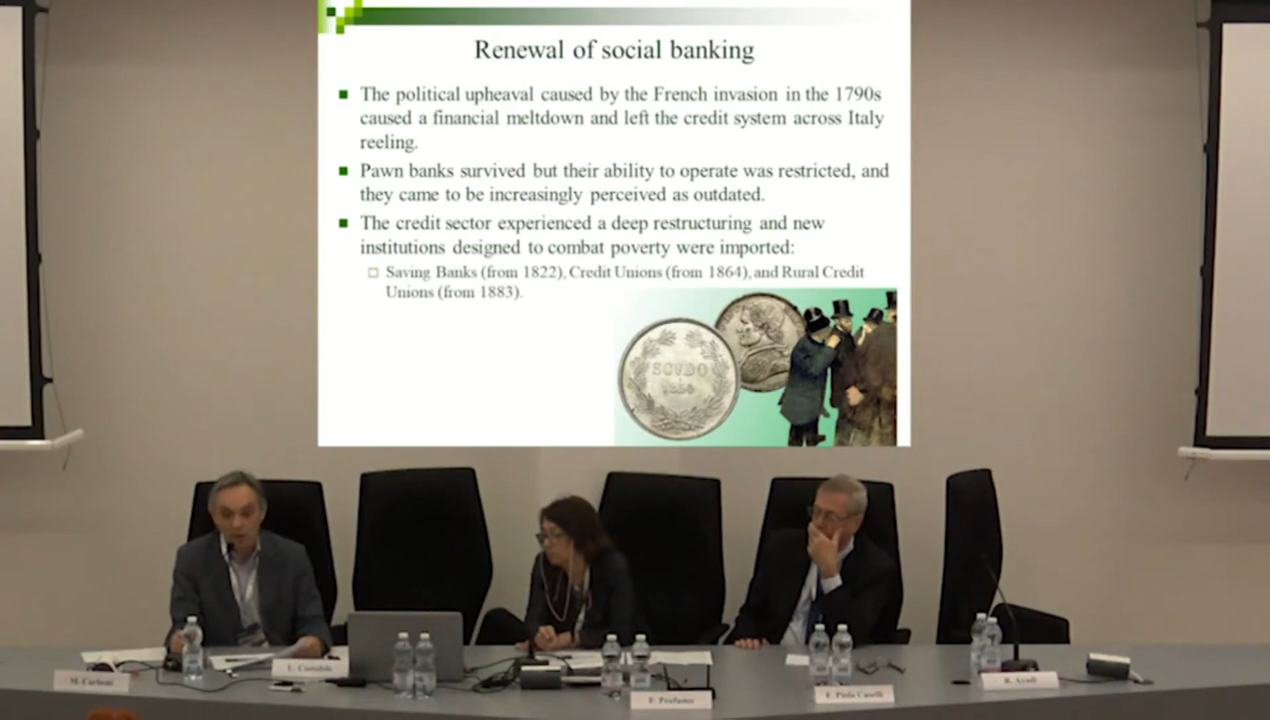 Renewal of social banking
The political upheaval caused by the French invasion in the 1790s
caused a financial meltdown and left the credit system across Italy
reeling.
Pawn banks survived but their ability to operate was restricted, and
they came to be increasingly perceived as outdated.
The credit sector experienced a deep restructuring and new
institutions designed to combat poverty were imported:
Saving Banks (from 1822), Credit Unions (from 1864), and Rural Credit
Unions (from 1883).
SCVDO
M. Carboni
F. Piola Caselli
R. Ayadi